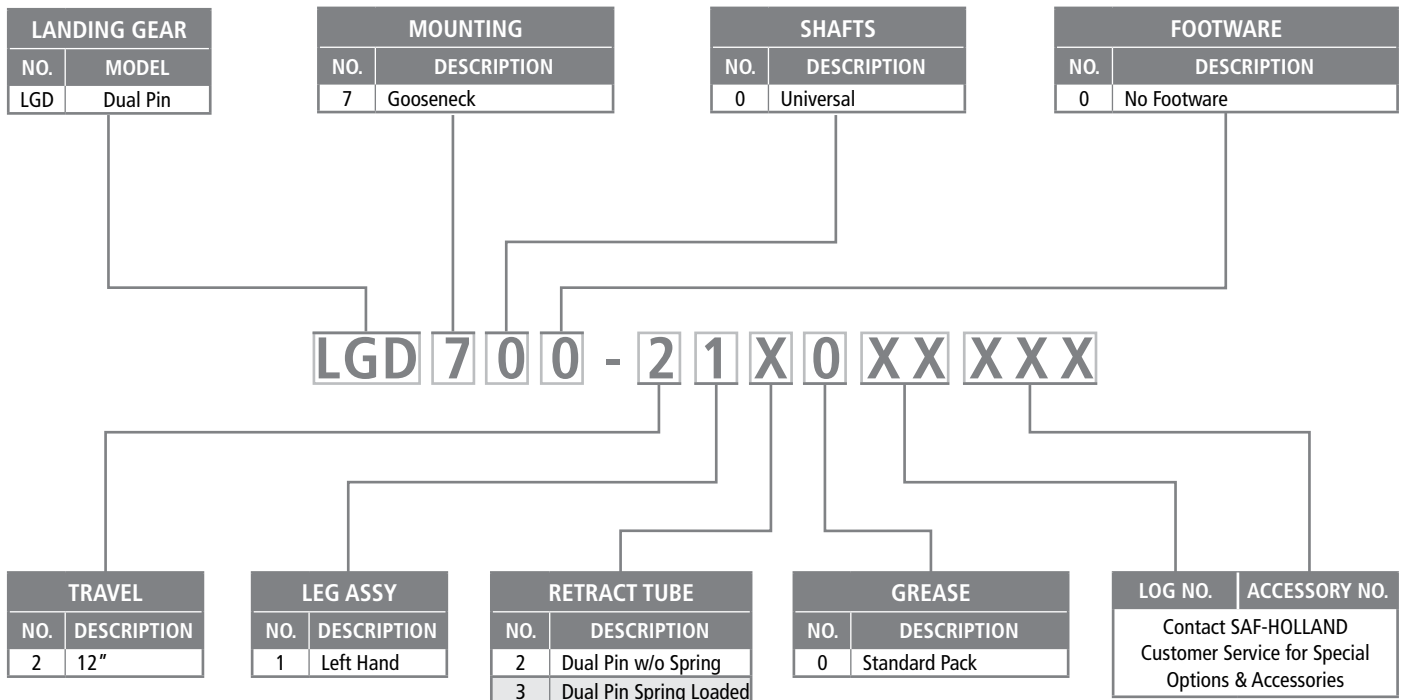 LANDING GEAR
NO. MODEL
LGD Dual Pin
MOUNTING
NO. DESCRIPTION
7 Gooseneck
SHAFTS
NO. DESCRIPTION
0 Universal
FOOTWARE
NO. DESCRIPTION
0 No Footware
LGD 7 0 0 - 2 1 X 0 X X X X X
TRAVEL
NO. DESCRIPTION
2 12"
LEG ASSY
NO. DESCRIPTION
1 Left Hand
RETRACT TUBE
NO. DESCRIPTION
2 Dual Pin w/o Spring
3 Dual Pin Spring Loaded
GREASE
NO. DESCRIPTION
0 Standard Pack
LOG NO. ACCESSORY NO.
Contact SAF-HOLLAND
Customer Service for Special
Options & Accessories